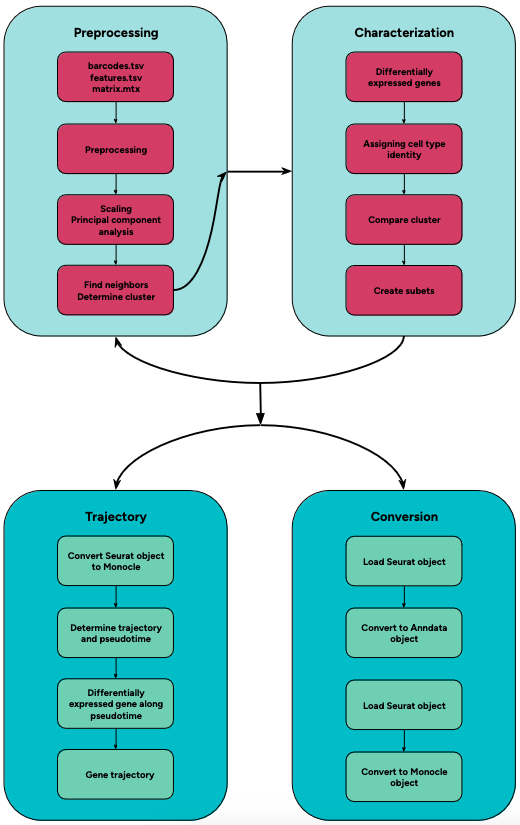 Preprocessing
barcodes.tsv
features.tsv
matrix.mtx
Preprocessing
Scaling
Principal component
analysis
Find neighbors
Determine cluster
Characterization
Differentially
expressed genes
Assigning cell type
identity
Compare cluster
Create subets
Trajectory
Convert Seurat object
to Monocle
Determine trajectory
and pseudotime
Differentially
expressed gene along
pseudotime
Gene trajectory
Conversion
Load Seurat object
Convert to Anndata
object
Load Seurat object
Convert to Monocle
object